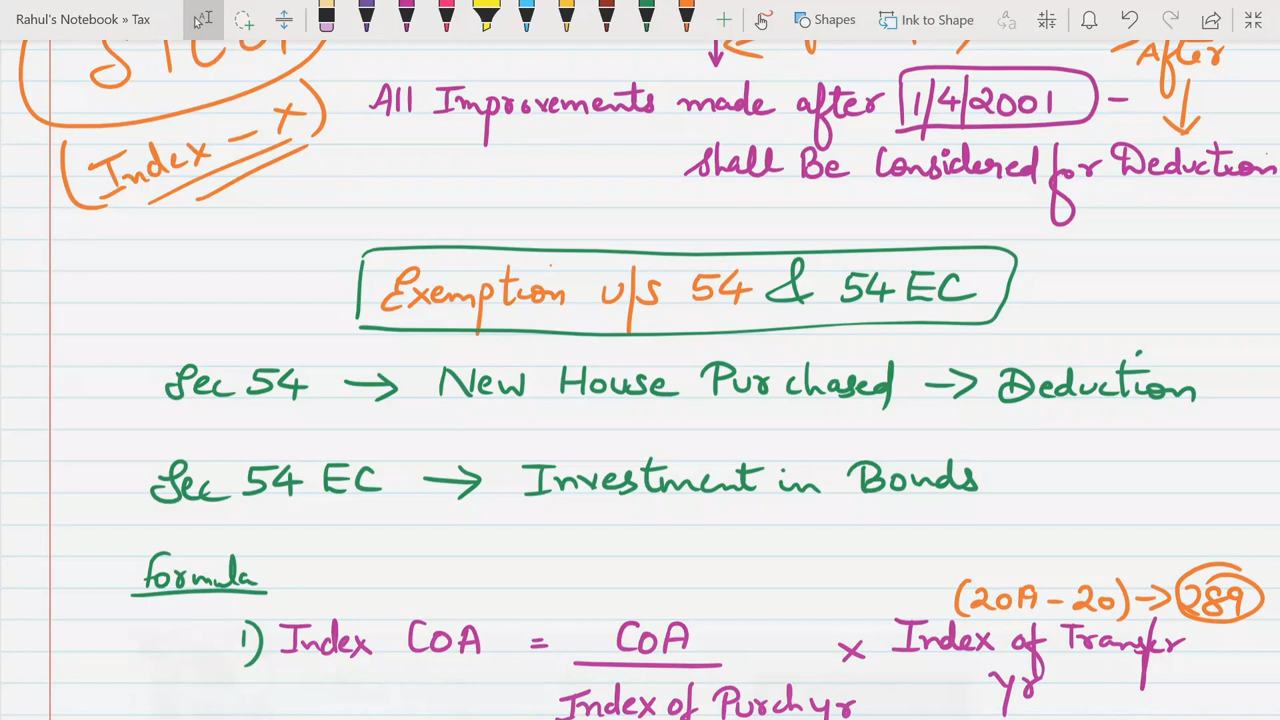 Rahul's Notebook » Tax
Shapes
Ink to Shape
After
All Improvements made after 1/4/2001 -
Index - x
Shall Be Considered for Deduction
Exemption u/s 54 & 54 EC
Sec 54 → New House Purchased → Deduction
Sec 54 EC → Investment in Bonds
Formula
→ 289
1) Index COA = COA × Index of Transfer yr
Index of Purch yr